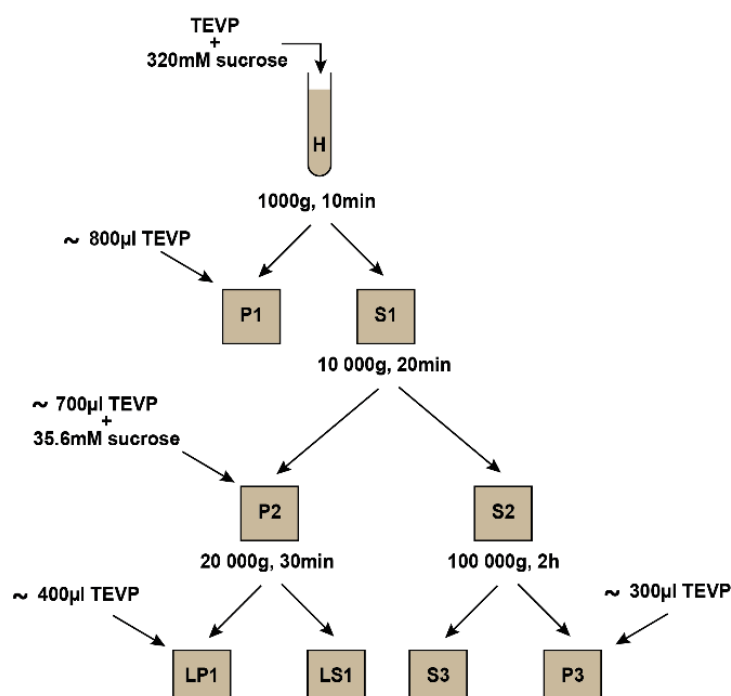 TEVP
+
320mM sucrose
H
1000g, 10min
~ 800µl TEVP
P1
S1
10 000g, 20min
~ 700µl TEVP
+
35.6mM sucrose
P2
S2
20 000g, 30min
100 000g, 2h
~ 400µl TEVP
~ 300µl TEVP
LP1
LS1
S3
P3